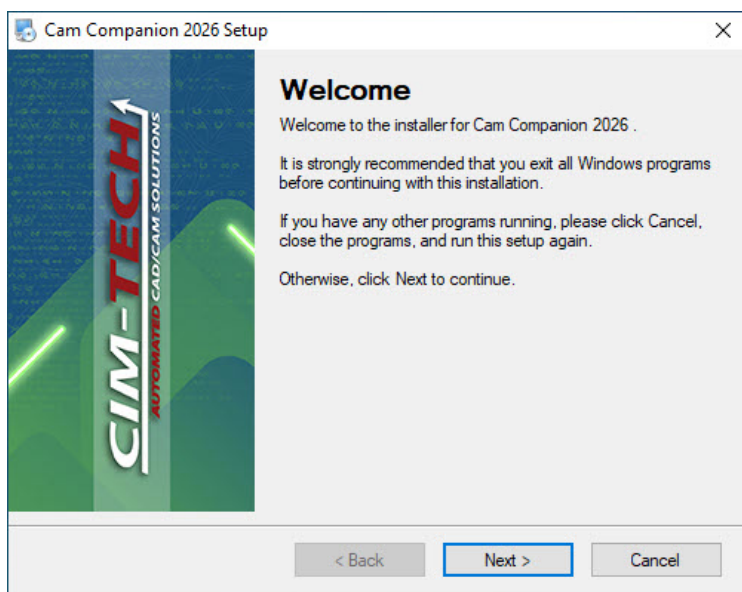 Cam Companion 2026 Setup
CIM-TECH
AUTOMATED CAD/CAM SOLUTIONS
Welcome
Welcome to the installer for Cam Companion 2026 .
It is strongly recommended that you exit all Windows programs
before continuing with this installation.
If you have any other programs running, please click Cancel,
close the programs, and run this setup again.
Otherwise, click Next to continue.
< Back
Next >
Cancel